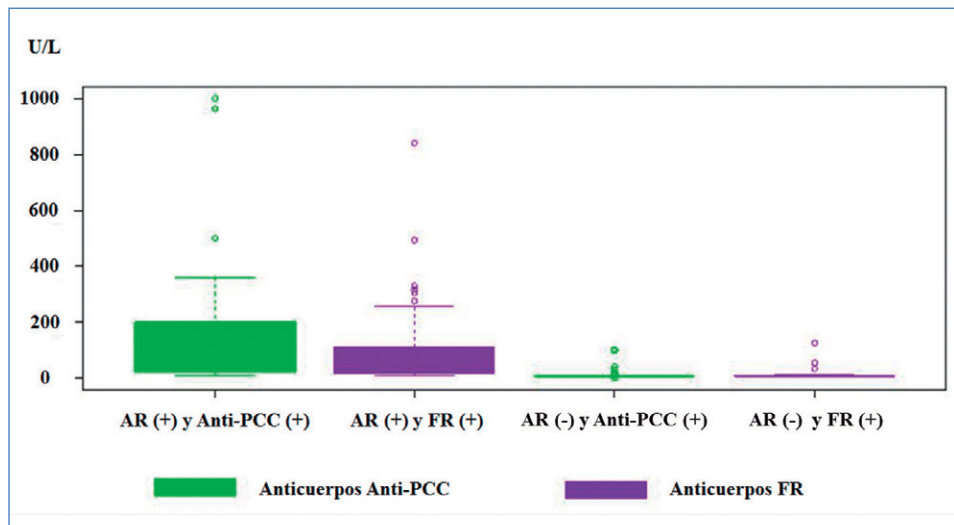 U/L
1000
800
600
400
200
0
AR (+) y Anti-PCC (+) AR (+) y FR (+) AR (-) y Anti-PCC (+) AR (-) y FR (+)
Anticuerpos Anti-PCC Anticuerpos FR